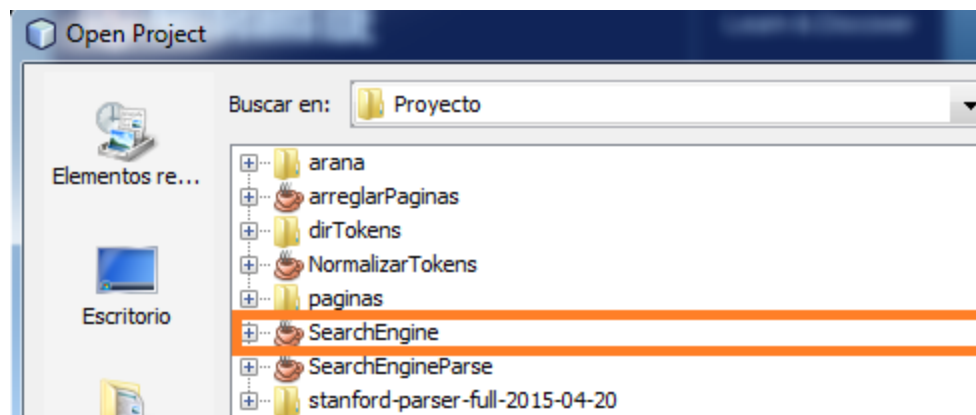 Open Project
Buscar en: Proyecto
Elementos re...
Escritorio
arana
arreglarPaginas
dirTokens
NormalizarTokens
paginas
SearchEngine
SearchEngineParse
stanford-parser-full-2015-04-20